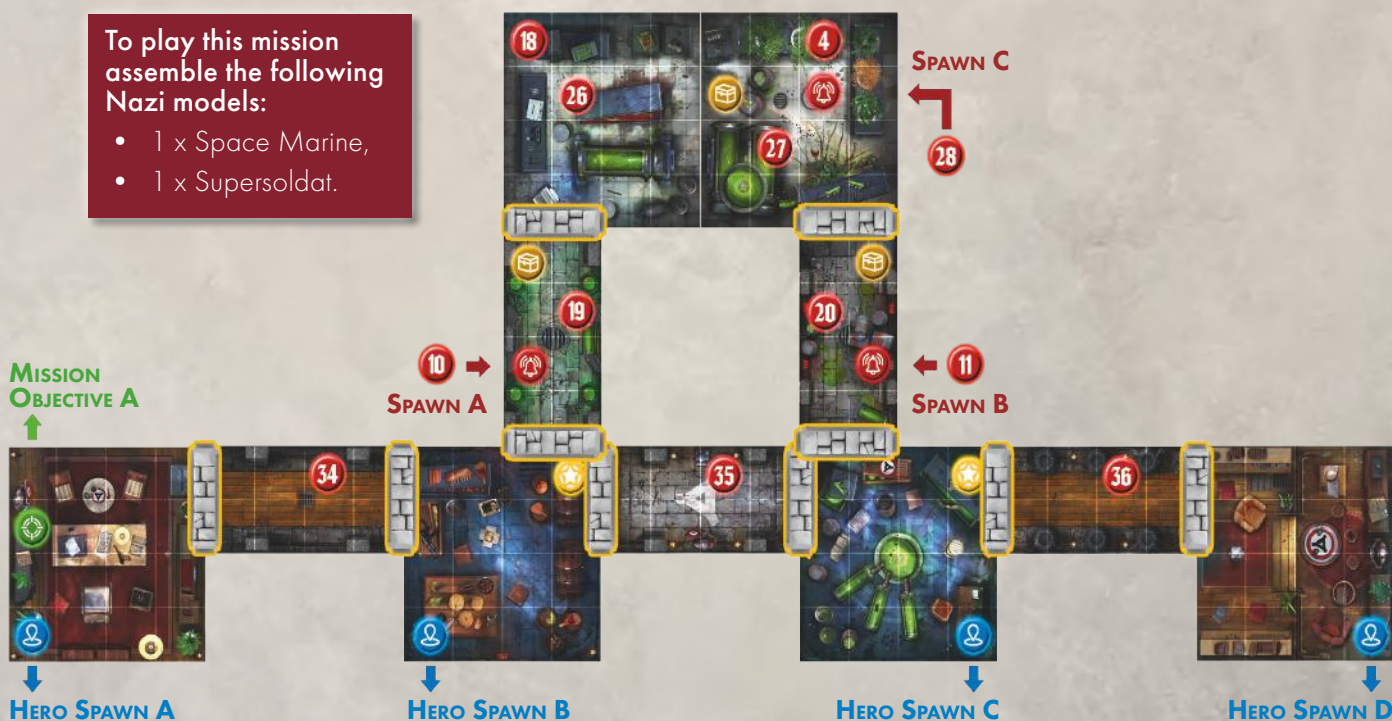 To play this mission
assemble the following
Nazi models:
• 1 x Space Marine,
• 1 x Supersoldat.
18
4
SPAWN C
26
27
28
19
20
10
11
SPAWN A
SPAWN B
MISSION
OBJECTIVE A
34
35
36
HERO SPAWN A
HERO SPAWN B
HERO SPAWN C
HERO SPAWN D